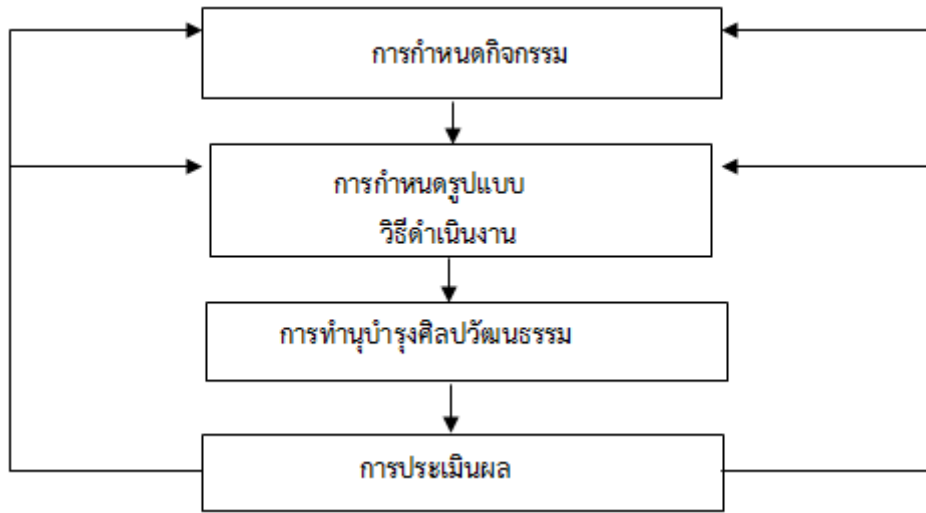 การกำหนดกิจกรรม
การกำหนดรูปแบบ
วิธีดำเนินงาน
การทำนุบำรุงศิลปวัฒนธรรม
การประเมินผล